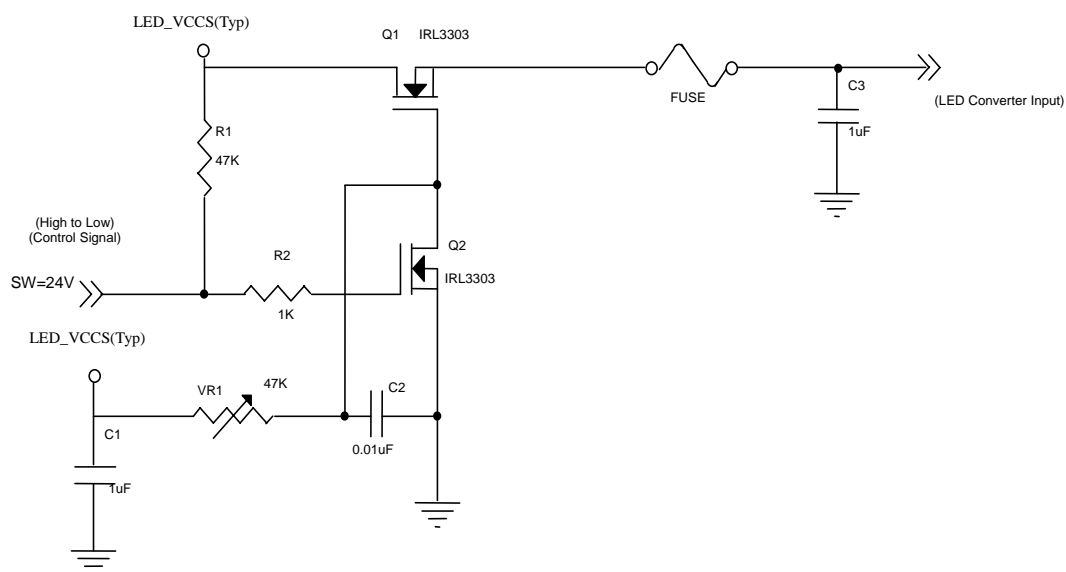 LED_VCCS(Typ)
Q1 IRL3303
FUSE
C3
1uF
(LED Converter Input)
R1
47K
(High to Low)
(Control Signal)
SW=24V
R2
1K
Q2
IRL3303
LED_VCCS(Typ)
VR1
47K
C2
0.01uF
C1
1uF